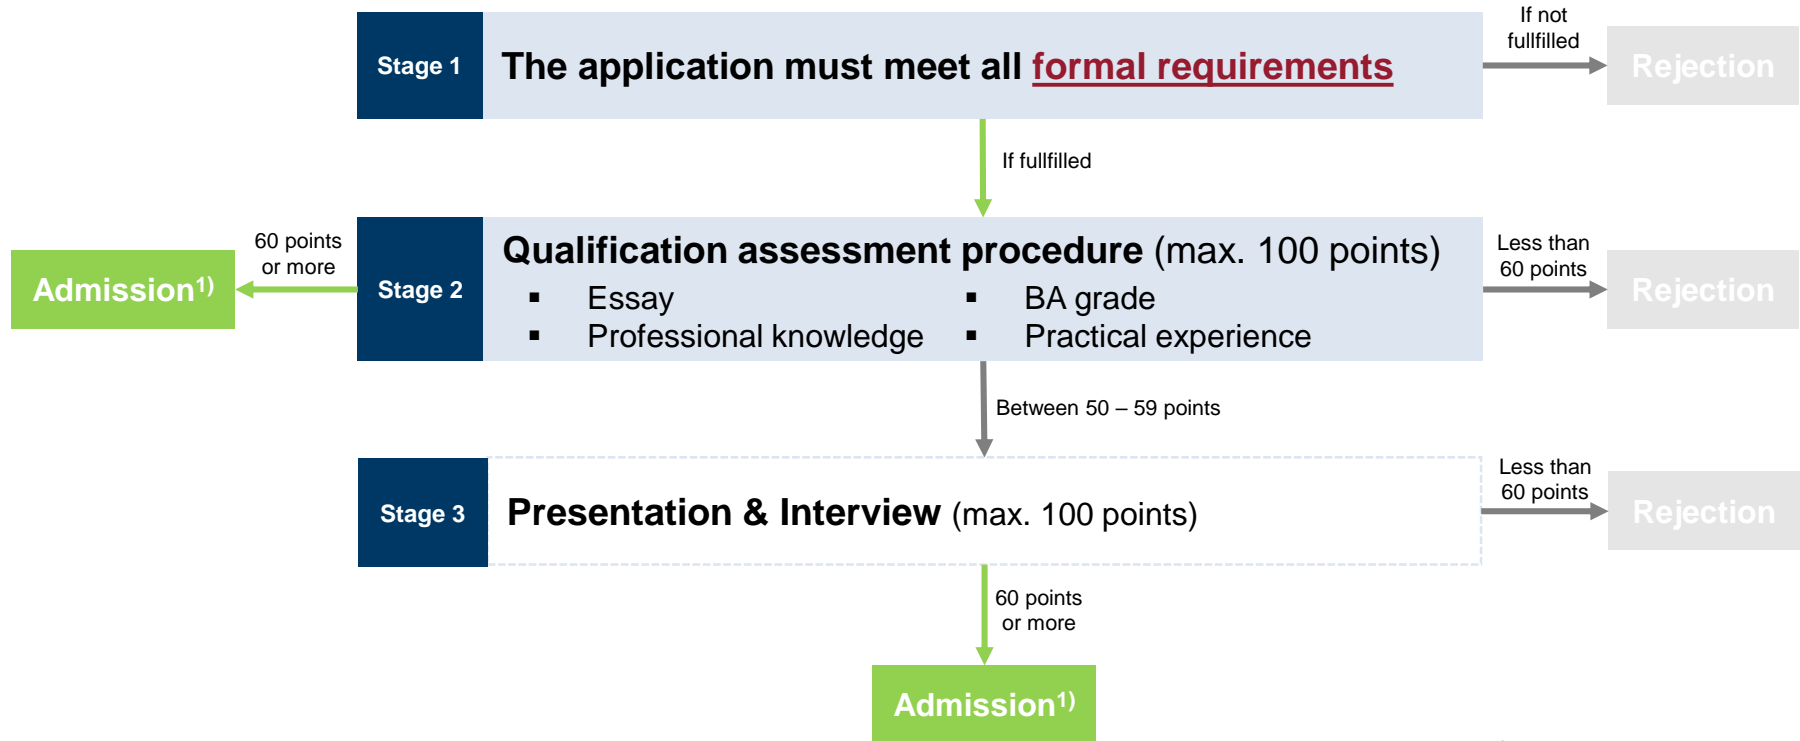 Stage 1
The application must meet all formal requirements
If not
fullfilled
Rejection
If fullfilled
Admission1)
60 points
or more
Stage 2
Qualification assessment procedure (max. 100 points)
▪ Essay
▪ BA grade
▪ Professional knowledge
▪ Practical experience
Less than
60 points
Rejection
Between 50 – 59 points
Stage 3
Presentation & Interview (max. 100 points)
Less than
60 points
Rejection
60 points
or more
Admission1)